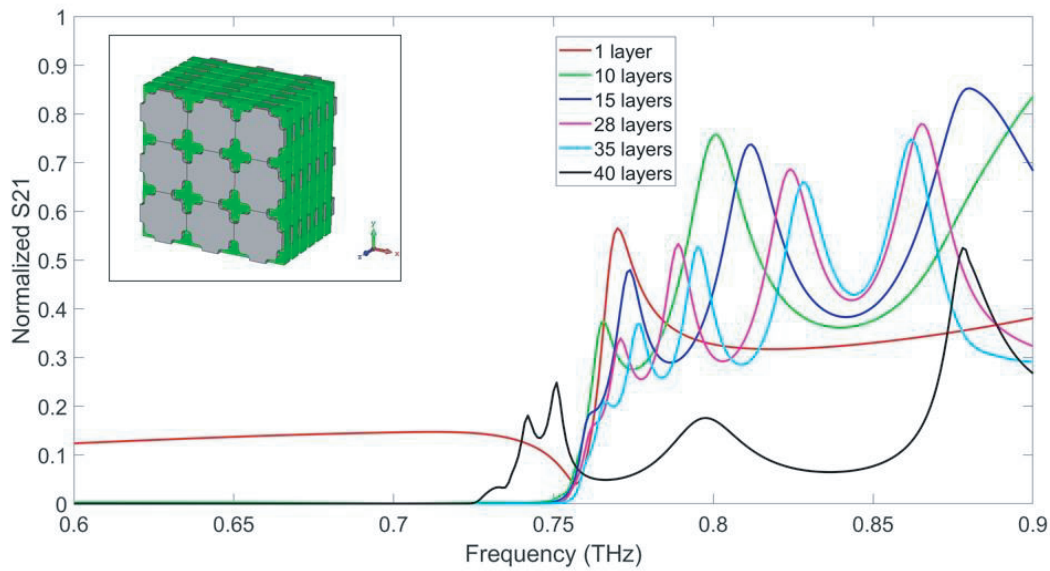 Normalized S21
1
0.9
0.8
0.7
0.6
0.5
0.4
0.3
0.2
0.1
0
y
z
x
1 layer
10 layers
15 layers
28 layers
35 layers
40 layers
0.6
0.65
0.7
0.75
0.8
0.85
0.9
Frequency (THz)